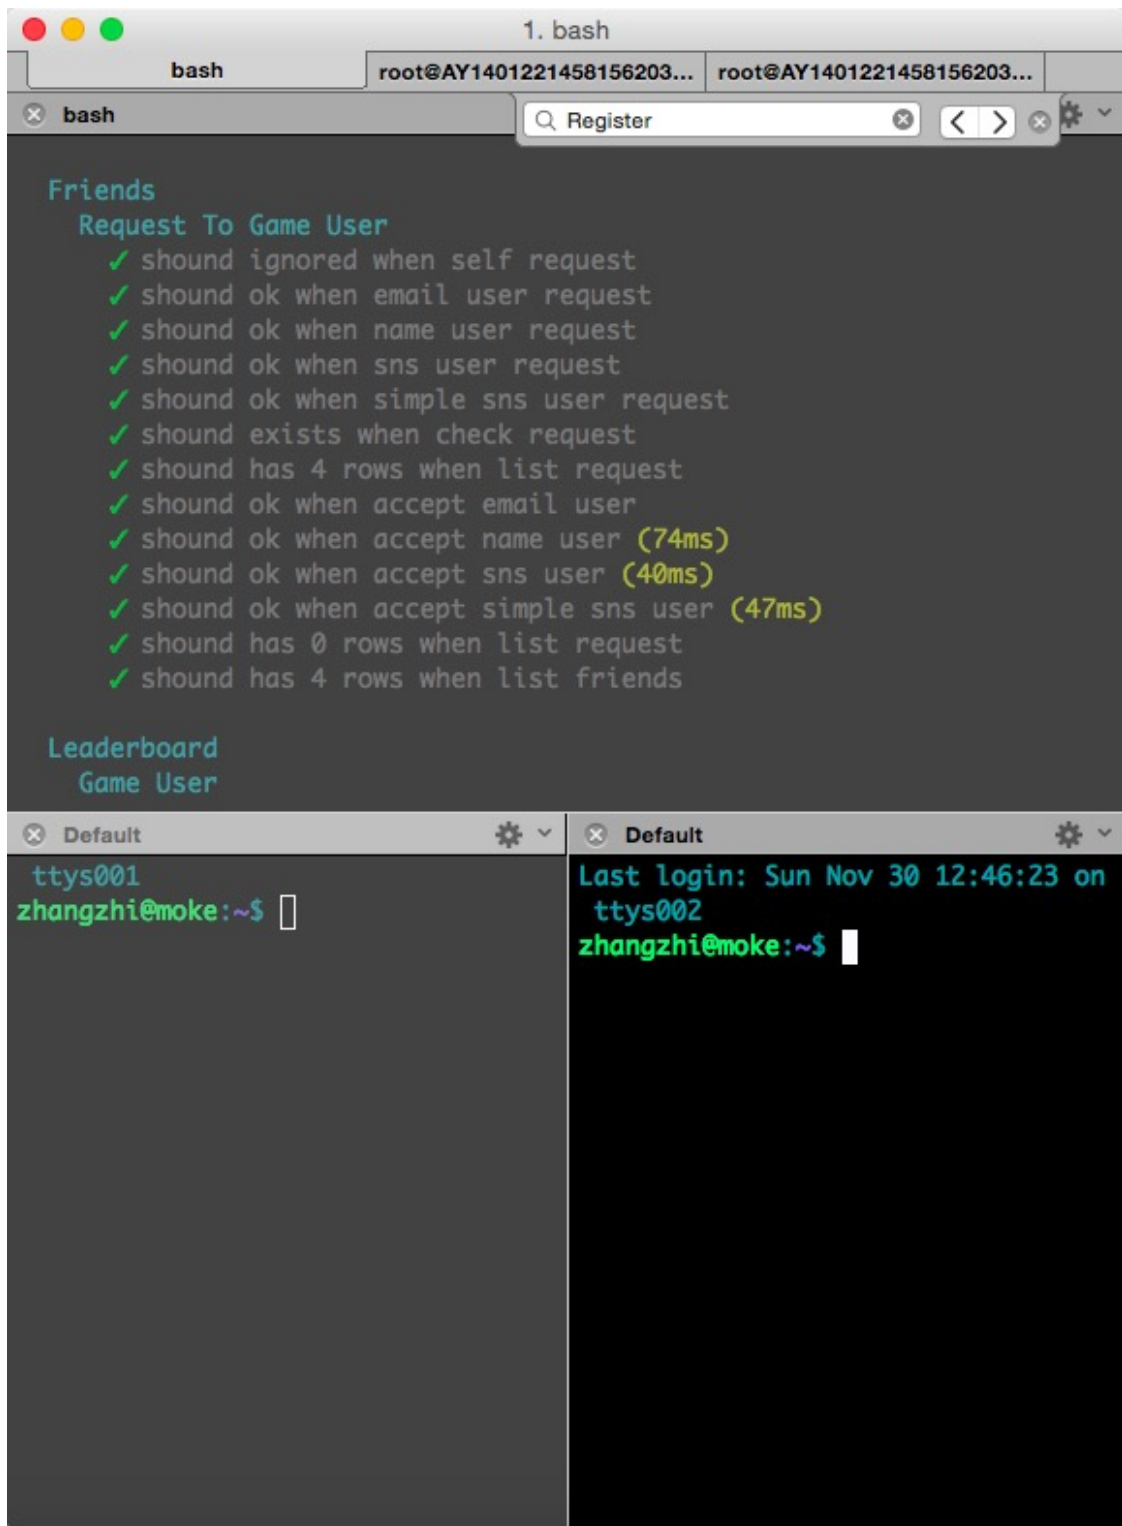 1. bash
bash root@AY1401221458156203... root@AY1401221458156203...
bash Register
Friends
Request To Game User
✓ shound ignored when self request
✓ shound ok when email user request
✓ shound ok when name user request
✓ shound ok when sns user request
✓ shound ok when simple sns user request
✓ shound exists when check request
✓ shound has 4 rows when list request
✓ shound ok when accept email user
✓ shound ok when accept name user (74ms)
✓ shound ok when accept sns user (40ms)
✓ shound ok when accept simple sns user (47ms)
✓ shound has 0 rows when list request
✓ shound has 4 rows when list friends
Leaderboard
Game User
Default
ttys001
zhangzhi@moke:~$
Default
Last login: Sun Nov 30 12:46:23 on
ttys002
zhangzhi@moke:~$